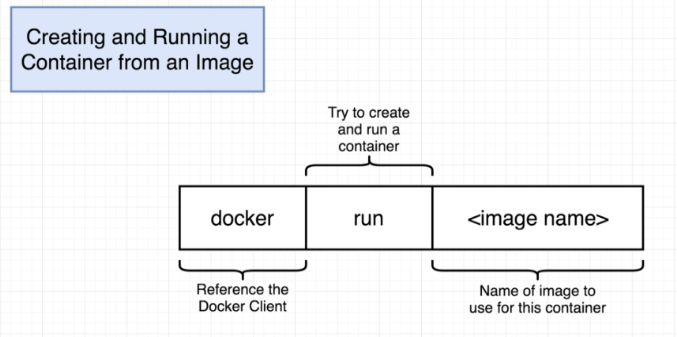 Creating and Running a
Container from an Image
Try to create
and run a
container
docker
run
<image name>
Reference the
Docker Client
Name of image to
use for this container